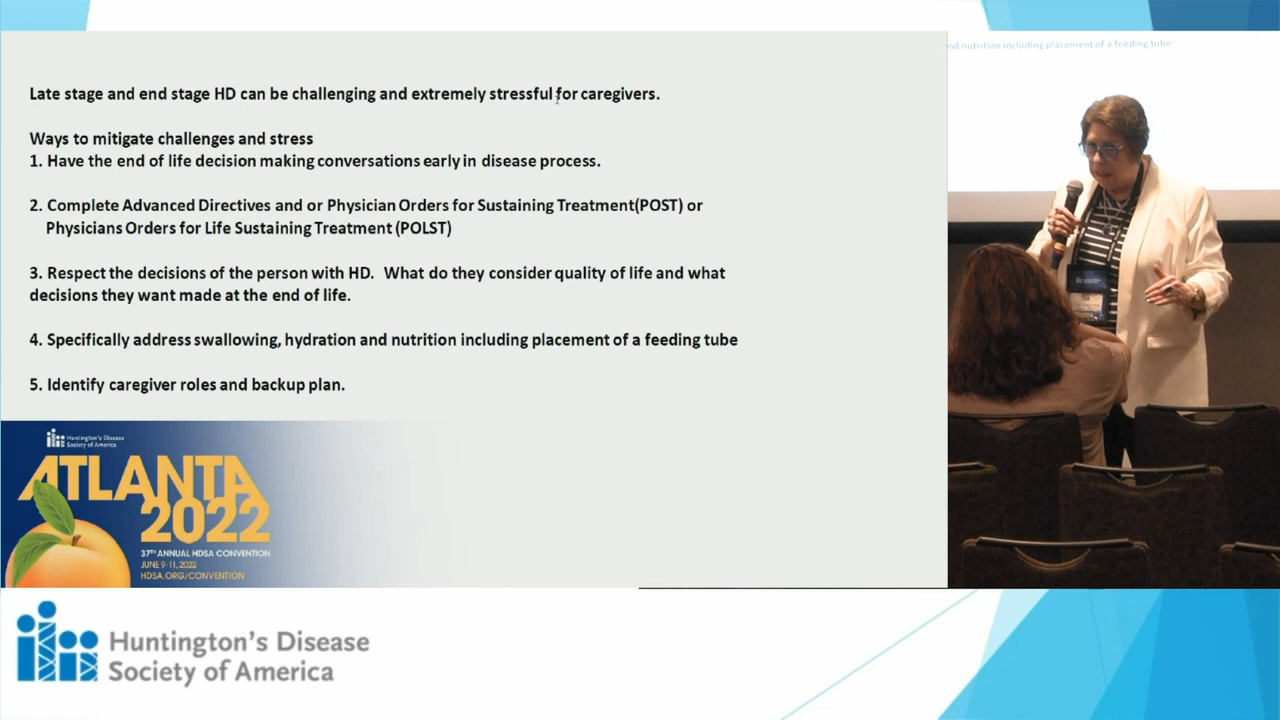 Late stage and end stage HD can be challenging and extremely stressful for caregivers.
Ways to mitigate challenges and stress
1. Have the end of life decision making conversations early in disease process.
2. Complete Advanced Directives and or Physician Orders for Sustaining Treatment(POST) or
Physicians Orders for Life Sustaining Treatment (POLST)
3. Respect the decisions of the person with HD. What do they consider quality of life and what
decisions they want made at the end of life.
4. Specifically address swallowing, hydration and nutrition including placement of a feeding tube
5. Identify caregiver roles and backup plan.
Huntington's Disease
Society of America
ATLANTA
2022
37TH ANNUAL HDSA CONVENTION
JUNE 9-11, 2022
HDSA.ORG/CONVENTION
nd nutrition including placement of a feeding tube
Huntington's Disease
Society of America